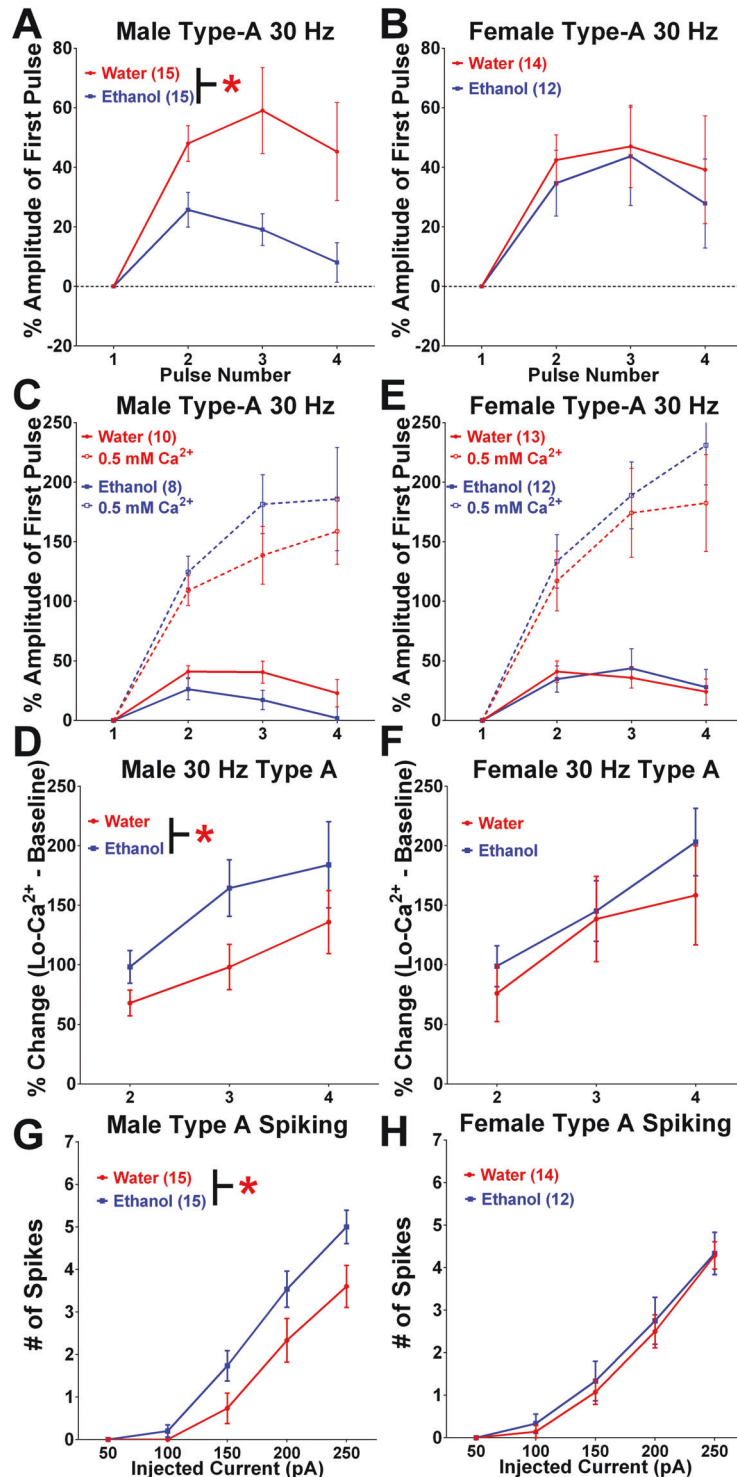 A
Male Type-A 30 Hz
% Amplitude of First Pulse
80
60
40
20
0
-20
Water (15)
Ethanol (15)
*
1 2 3 4
Pulse Number
B
Female Type-A 30 Hz
% Amplitude of First Pulse
80
60
40
20
0
-20
Water (14)
Ethanol (12)
1 2 3 4
Pulse Number
C
Male Type-A 30 Hz
% Amplitude of First Pulse
250
200
150
100
50
0
Water (10)
0.5 mM Ca²⁺
Ethanol (8)
0.5 mM Ca²⁺
1 2 3 4
E
Female Type-A 30 Hz
% Amplitude of First Pulse
250
200
150
100
50
0
Water (13)
0.5 mM Ca²⁺
Ethanol (12)
0.5 mM Ca²⁺
1 2 3 4
D
Male 30 Hz Type A
% Change (Lo-Ca²⁺ - Baseline)
250
200
150
100
50
0
Water
Ethanol
*
2 3 4
F
Female 30 Hz Type A
% Change (Lo-Ca²⁺ - Baseline)
250
200
150
100
50
0
Water
Ethanol
2 3 4
G
Male Type A Spiking
# of Spikes
7
6
5
4
3
2
1
0
Water (15)
Ethanol (15)
*
50 100 150 200 250
Injected Current (pA)
H
Female Type A Spiking
# of Spikes
7
6
5
4
3
2
1
0
Water (14)
Ethanol (12)
50 100 150 200 250
Injected Current (pA)